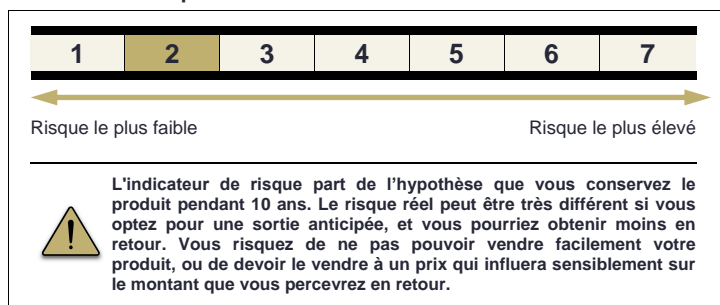 1 2 3 4 5 6 7
Risque le plus faible Risque le plus élevé
L'indicateur de risque part de l’hypothèse que vous conservez le
produit pendant 10 ans. Le risque réel peut être très différent si vous
optez pour une sortie anticipée, et vous pourriez obtenir moins en
retour. Vous risquez de ne pas pouvoir vendre facilement votre
produit, ou de devoir le vendre à un prix qui influera sensiblement sur
le montant que vous percevrez en retour.